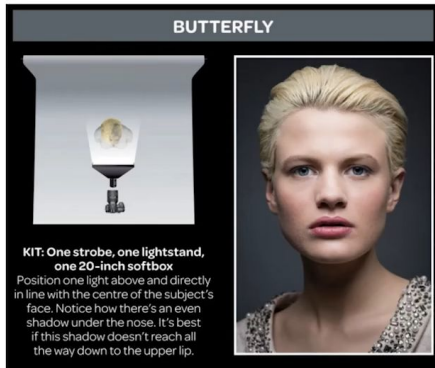 BUTTERFLY
KIT: One strobe, one lightstand,
one 20-inch softbox
Position one light above and directly
in line with the centre of the subject's
face. Notice how there's an even
shadow under the nose. It's best
if this shadow doesn't reach all
the way down to the upper lip.